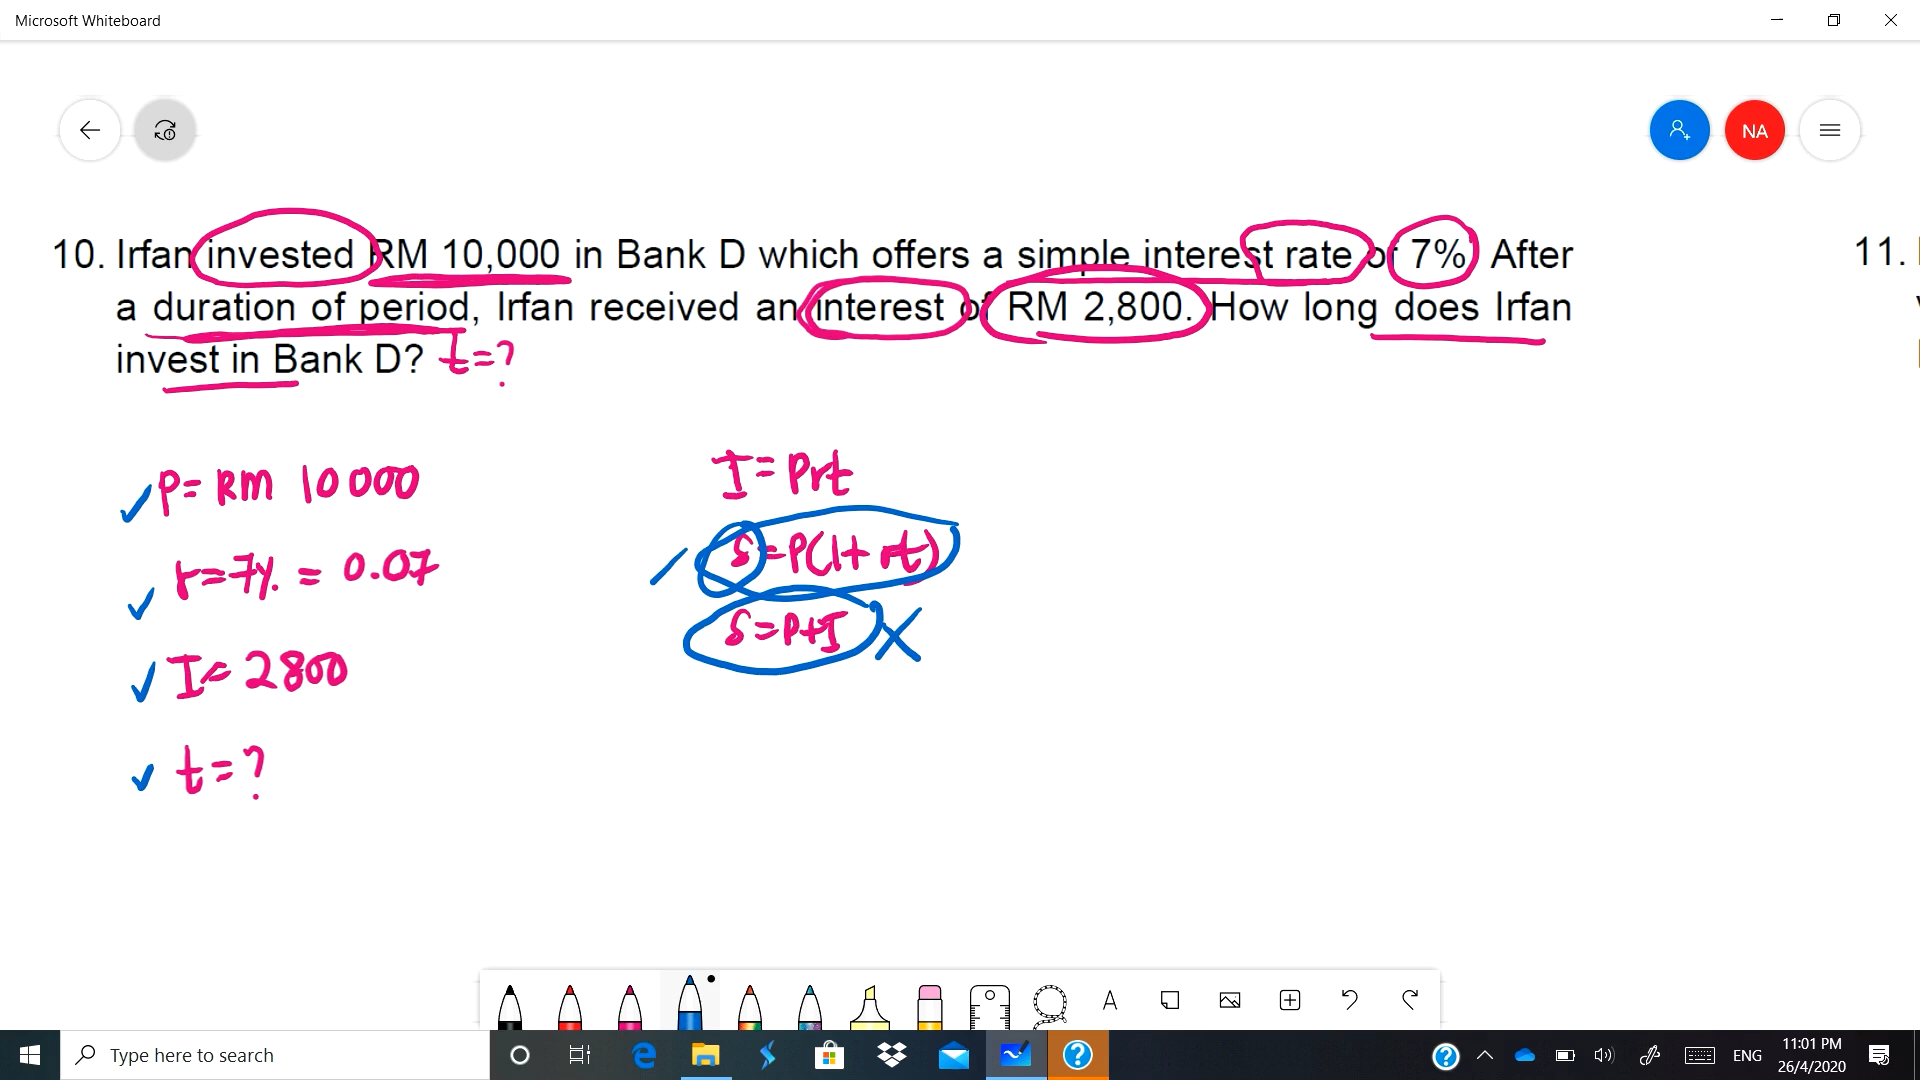 Microsoft Whiteboard
NA
10. Irfan invested RM 10,000 in Bank D which offers a simple interest rate of 7%. After
a duration of period, Irfan received an interest of RM 2,800. How long does Irfan
invest in Bank D? t=?
11.
P= RM 10 000
r=7% = 0.07
I= 2800
t=?
I= Prt
S=P(1+ rt)
S=P+I X
A
Type here to search
ENG
11:01 PM
26/4/2020